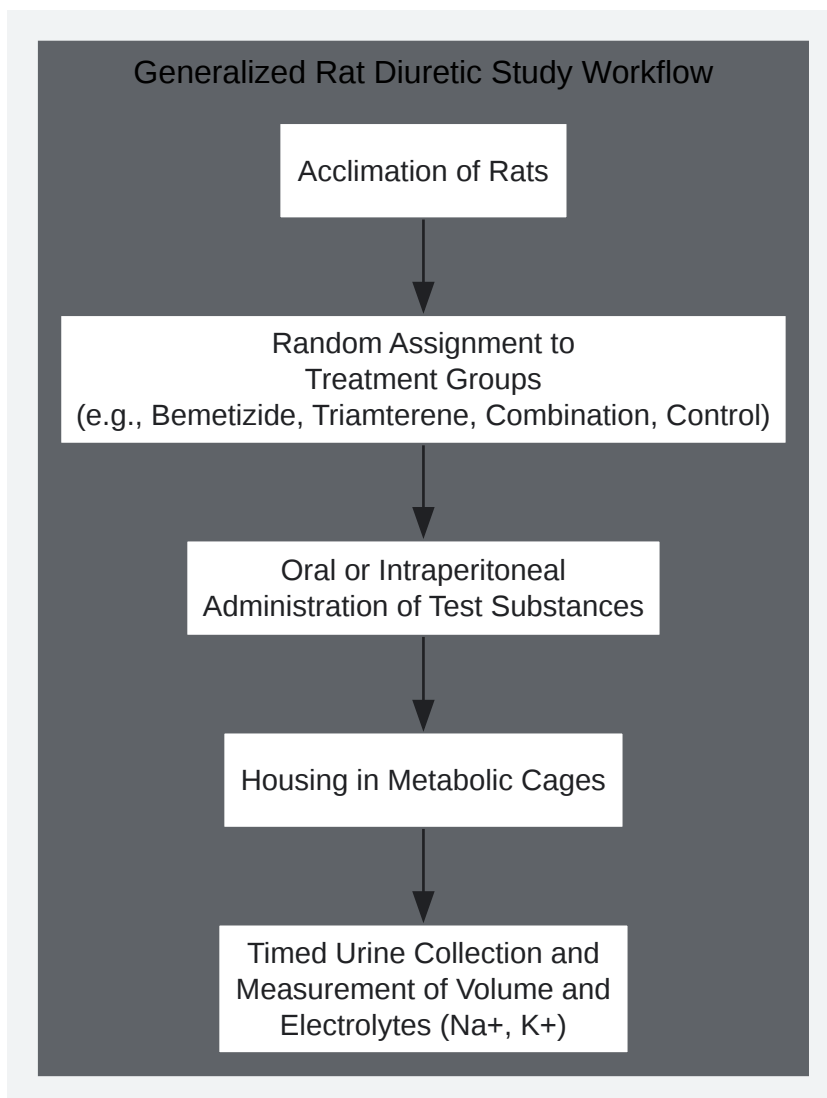 Generalized Rat Diuretic Study Workflow
Acclimation of Rats
Random Assignment to
Treatment Groups
(e.g., Bemetizide, Triamterene, Combination, Control)
Oral or Intraperitoneal
Administration of Test Substances
Housing in Metabolic Cages
Timed Urine Collection and
Measurement of Volume and
Electrolytes (Na+, K+)